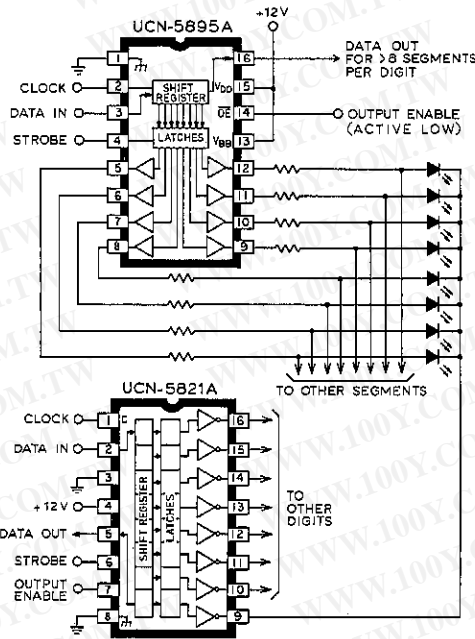 UCN-5895A
+12V
1
16
DATA OUT
FOR >8 SEGMENTS
PER DIGIT
CLOCK
2
SHIFT
REGISTER
VDD
15
DATA IN
3
OE
14
OUTPUT ENABLE
(ACTIVE LOW)
STROBE
4
LATCHES
VBB
13
5
12
6
11
7
10
8
9
TO OTHER SEGMENTS
UCN-5821A
CLOCK
1
C
16
DATA IN
2
15
3
14
+12V
4
SHIFT REGISTER
LATCHES
13
TO
OTHER
DIGITS
DATA OUT
5
12
STROBE
6
11
OUTPUT
ENABLE
7
10
8
9
WWW.100Y.COM.TW